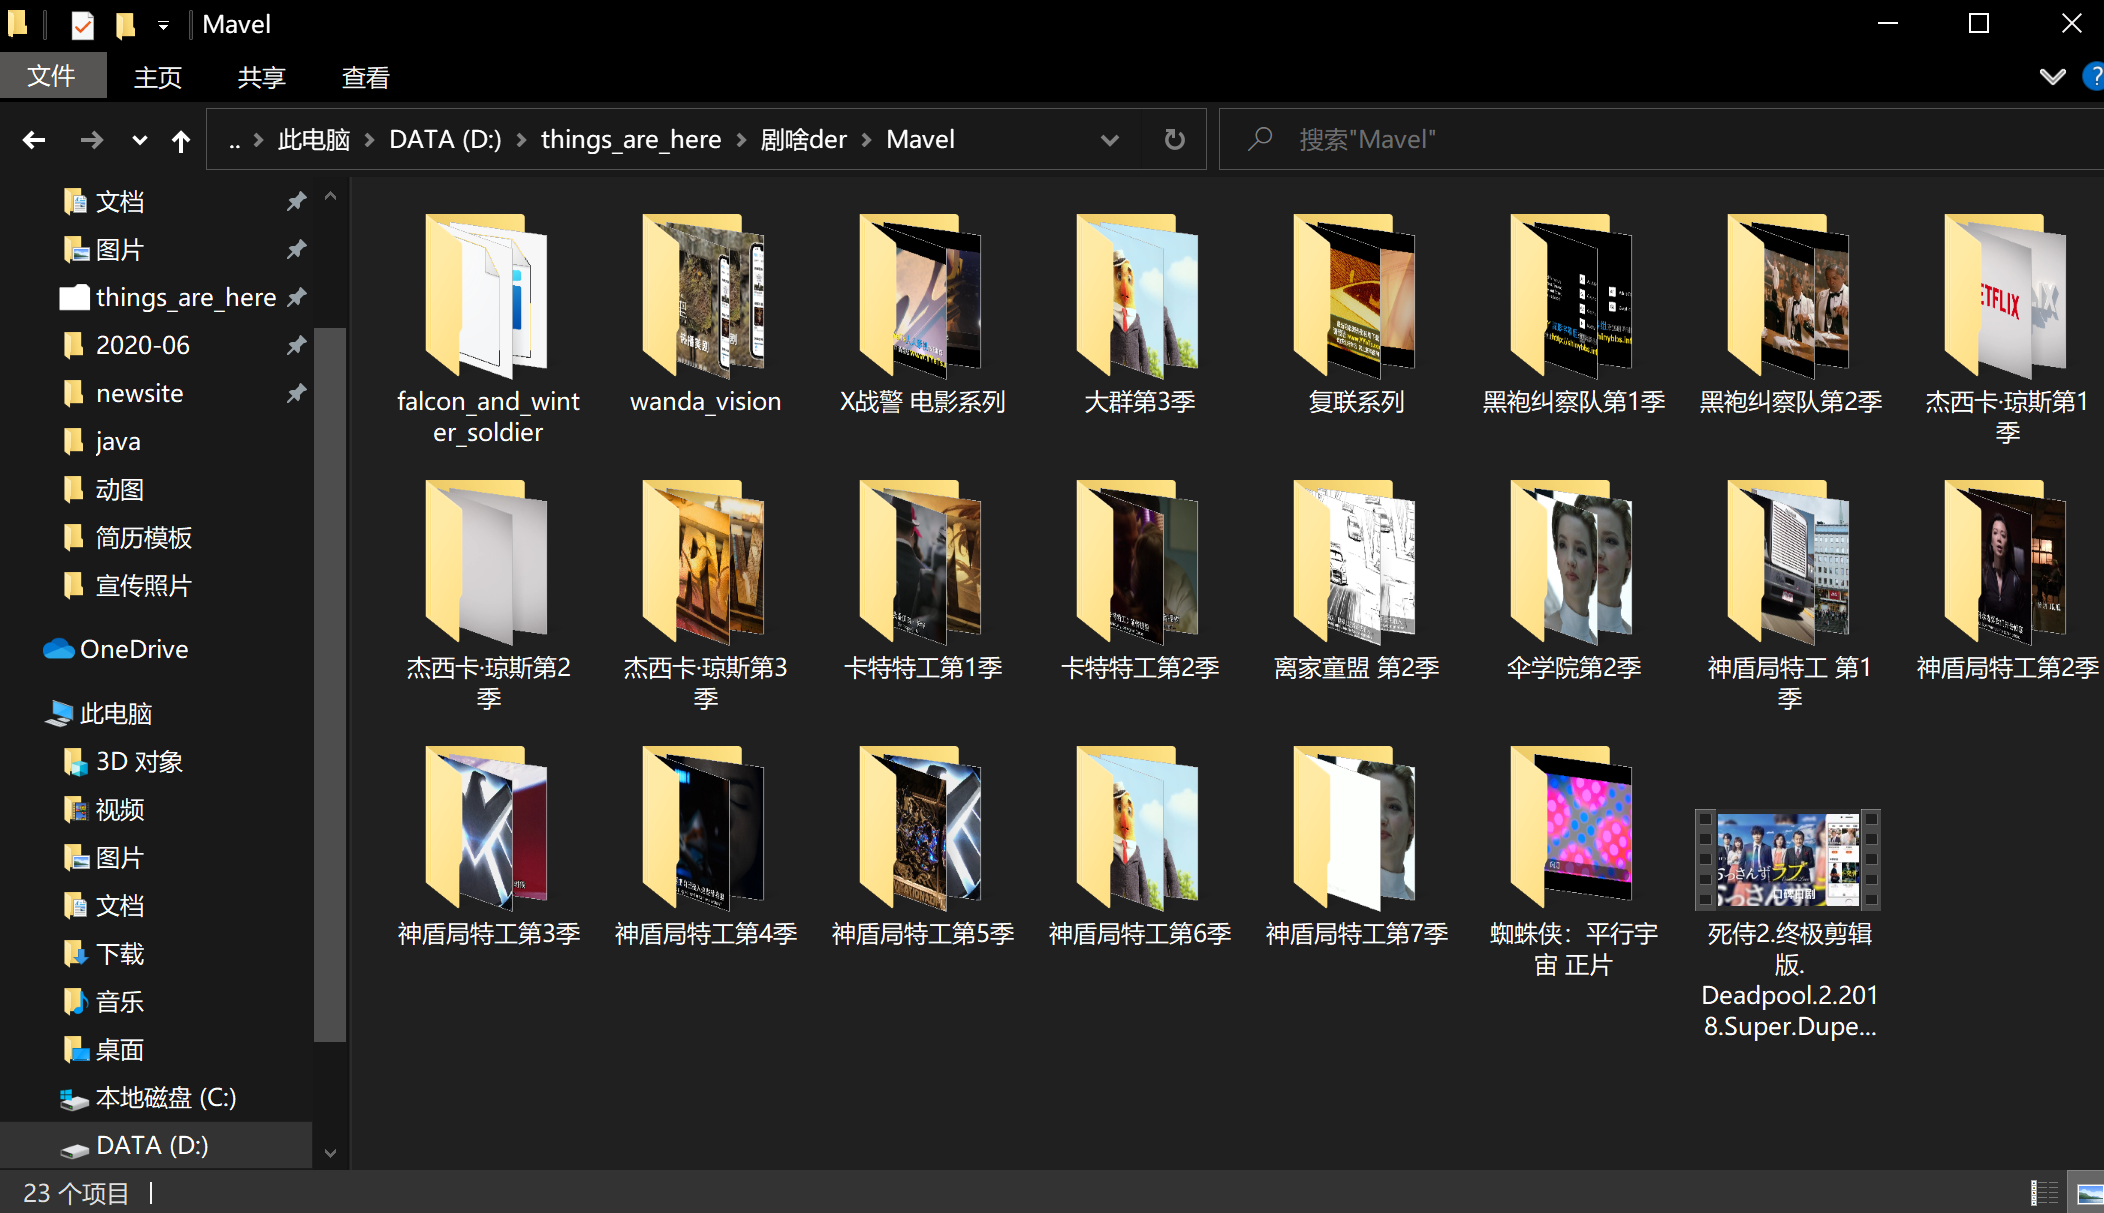 Mavel
文件 主页 共享 查看
.. 此电脑 DATA (D:) things_are_here 剧啥der Mavel
搜索"Mavel"
文档
图片
things_are_here
2020-06
newsite
java
动图
简历模板
宣传照片
OneDrive
此电脑
3D 对象
视频
图片
文档
下载
音乐
桌面
本地磁盘 (C:)
DATA (D:)
falcon_and_wint
er_soldier
wanda_vision
X战警 电影系列
大群第3季
复联系列
黑袍纠察队第1季
黑袍纠察队第2季
杰西卡·琼斯第1
季
杰西卡·琼斯第2
季
杰西卡·琼斯第3
季
卡特特工第1季
卡特特工第2季
离家童盟 第2季
伞学院第2季
神盾局特工 第1
季
神盾局特工第2季
神盾局特工第3季
神盾局特工第4季
神盾局特工第5季
神盾局特工第6季
神盾局特工第7季
蜘蛛侠：平行宇
宙 正片
死侍2.终极剪辑
版.
Deadpool.2.201
8.Super.Dupe...
23 个项目